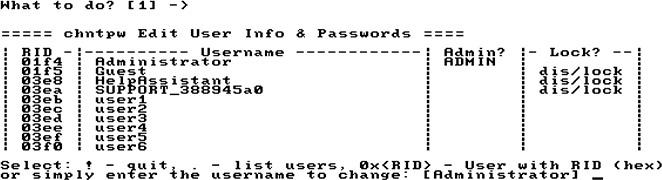 What to do? [1] ->
===== chntpw Edit User Info & Passwords ====
| RID -|---------- Username ------------| Admin? |- Lock? --|
| 01f4 | Administrator | ADMIN | |
| 01f5 | Guest | | dis/lock |
| 03e8 | HelpAssistant | | dis/lock |
| 03ea | SUPPORT_388945a0 | | dis/lock |
| 03eb | user1 | | |
| 03ec | user2 | | |
| 03ed | user3 | | |
| 03ee | user4 | | |
| 03ef | user5 | | |
| 03f0 | user6 | | |
Select: ! - quit, . - list users, 0x<RID> - User with RID (hex)
or simply enter the username to change: [Administrator] _